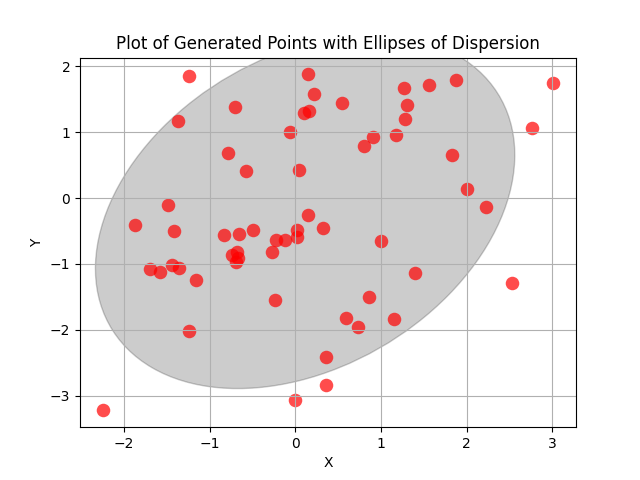 Plot of Generated Points with Ellipses of Dispersion
2
1
0
−1
−2
−3
Y
−2 −1 0 1 2 3
X